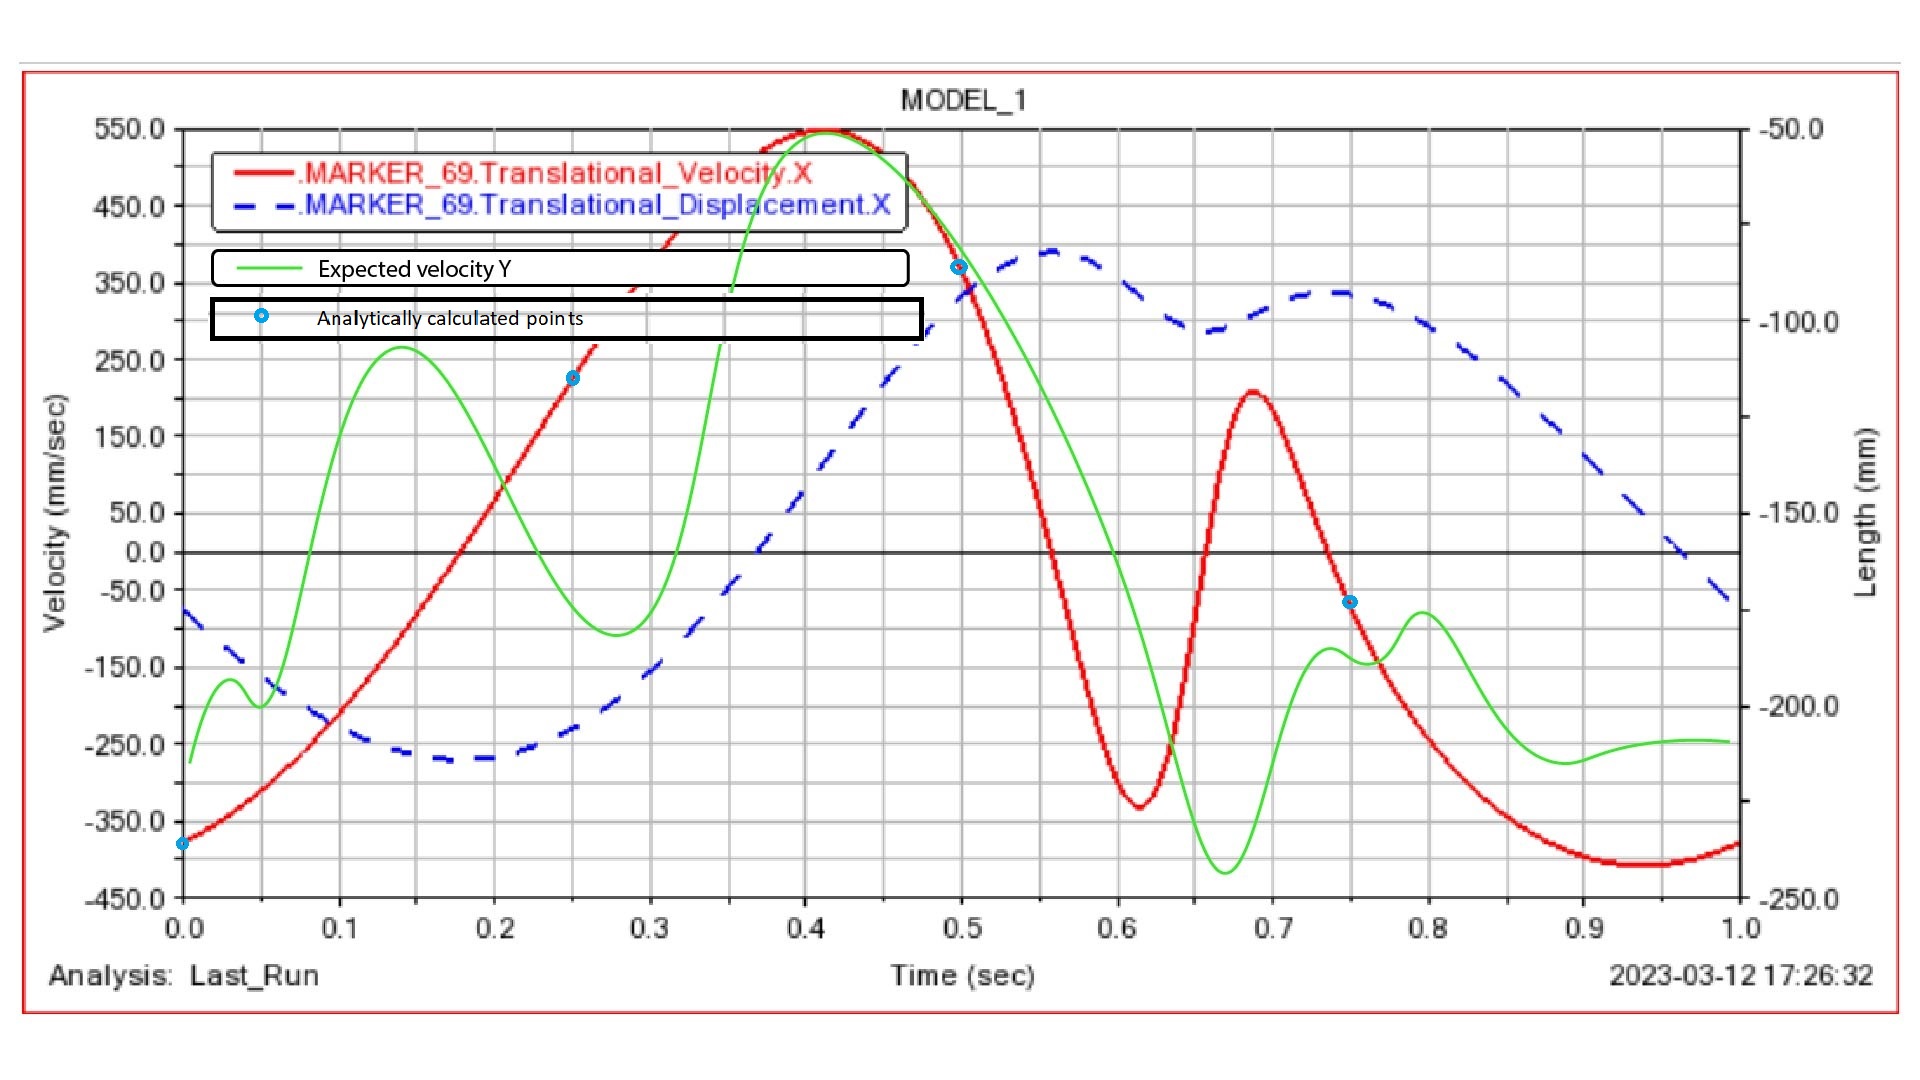 MODEL_1
550.0
450.0
350.0
250.0
150.0
50.0
0.0
-50.0
-150.0
-250.0
-350.0
-450.0
Velocity (mm/sec)
.MARKER_69.Translational_Velocity.X
.MARKER_69.Translational_Displacement.X
Expected velocity Y
Analytically calculated points
-50.0
-100.0
-150.0
-200.0
-250.0
Length (mm)
0.0 0.1 0.2 0.3 0.4 0.5 0.6 0.7 0.8 0.9 1.0
Analysis: Last_Run Time (sec) 2023-03-12 17:26:32